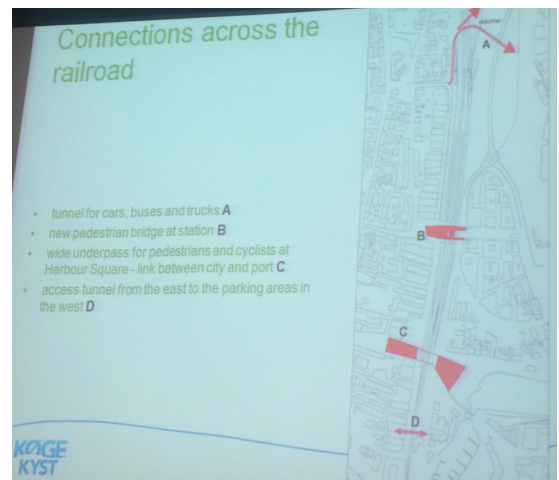 Connections across the
railroad
• tunnel for cars, buses and trucks A
• new pedestrian bridge at station B
• wide underpass for pedestrians and cyclists at
Harbour Square - link between city and port C
• access tunnel from the east to the parking areas in
the west D
A
B
C
D
KØGE
KYST